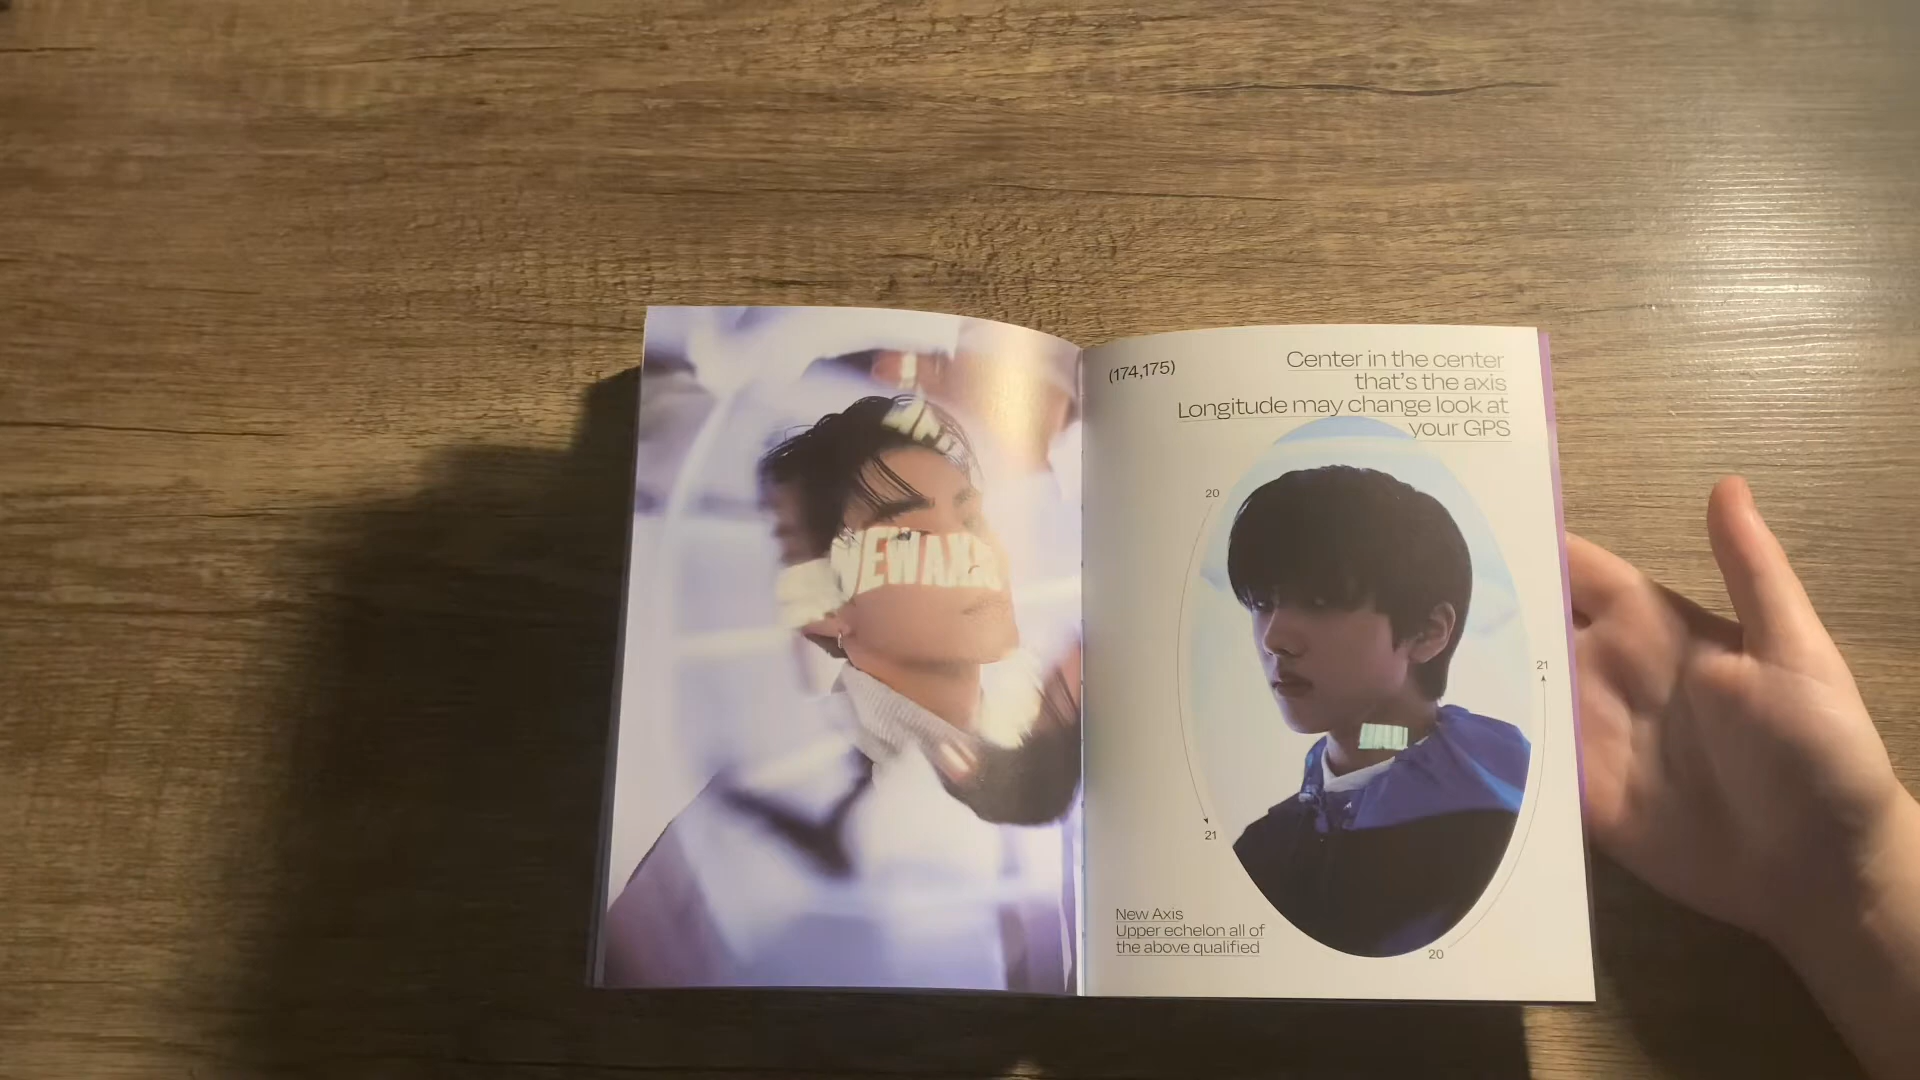 NEWAXIS
(174,175)
Center in the center
that's the axis
Longitude may change look at
your GPS
20
21
21
20
New Axis
Upper echelon all of
the above qualified